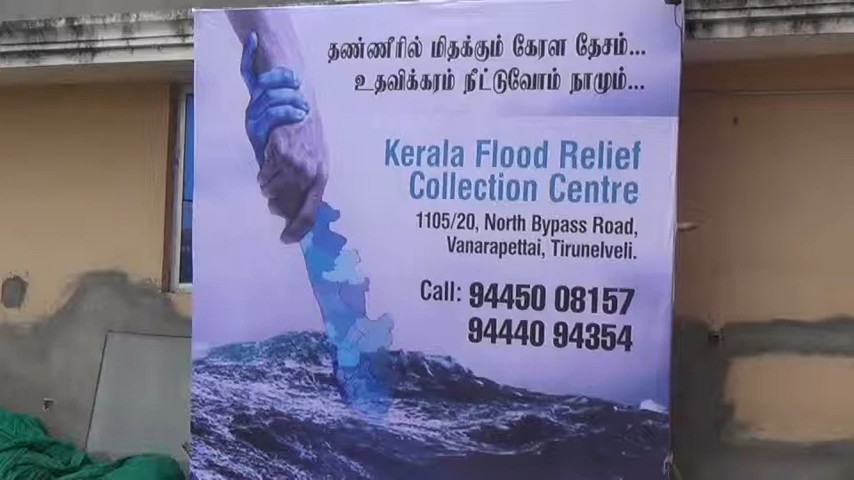 தண்ணீரில் மிதக்கும் கேரள தேசம்...
உதவிக்கரம் நீட்டுவோம் நாமும்...
Kerala Flood Relief
Collection Centre
1105/20, North Bypass Road,
Vanarapettai, Tirunelveli.
Call: 94450 08157
94440 94354